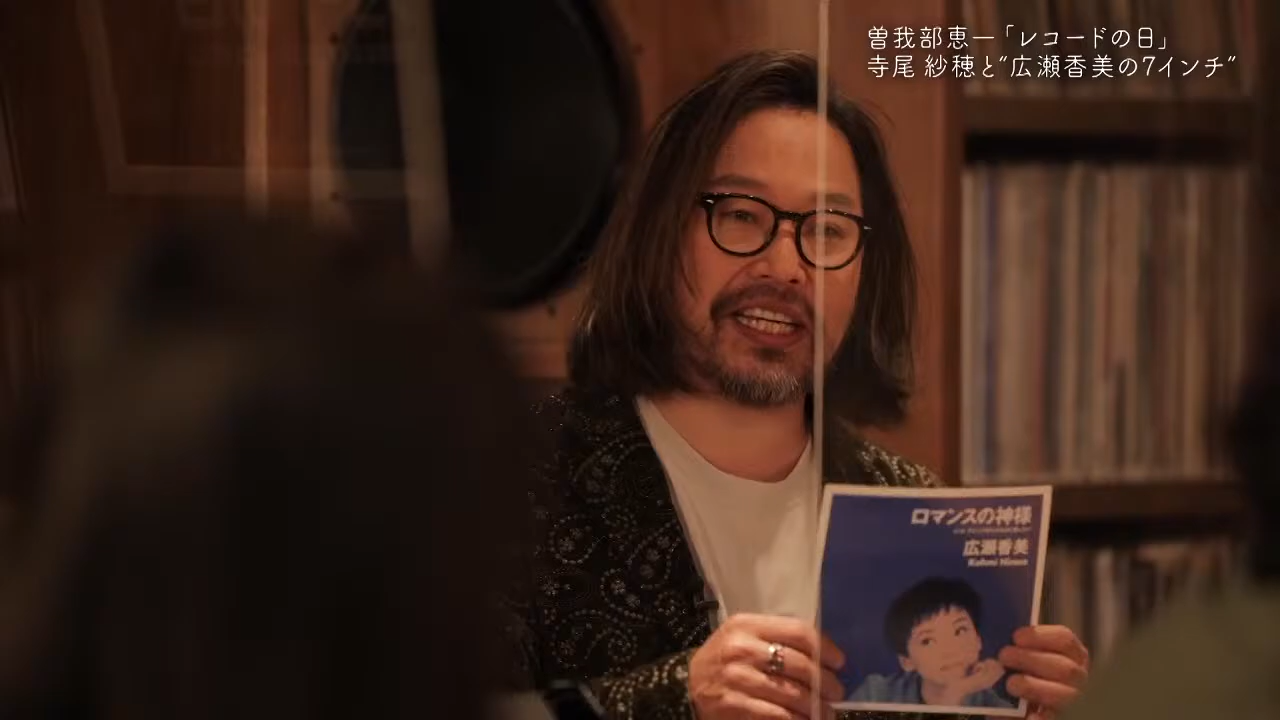 曽我部恵一「レコードの日」
寺尾 紗穂と“広瀬香美の7インチ”
ロマンスの神様
広瀬香美
Kohmi Hirose